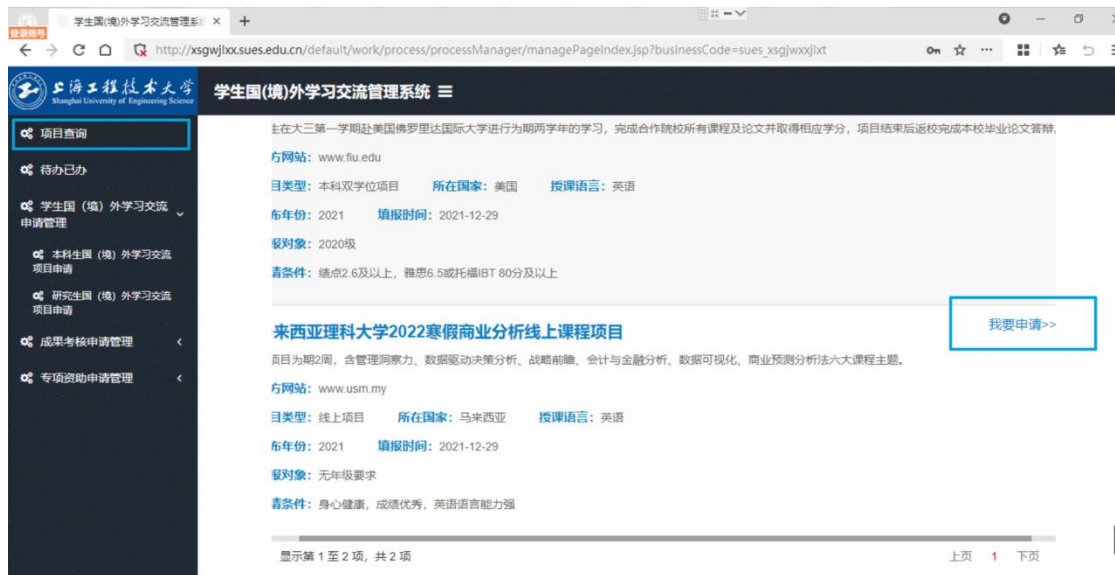 学生国(境)外学习交流管理系
登录账号
http://xsgwjlxx.sues.edu.cn/default/work/process/processManager/managePageIndex.jsp?businessCode=sues_xsgjwxxjlxt
上海工程技术大学
Shanghai University of Engineering Science
学生国(境)外学习交流管理系统
项目查询
待办已办
学生国（境）外学习交流
申请管理
本科生国（境）外学习交流
项目申请
研究生国（境）外学习交流
项目申请
成果考核申请管理
专项资助申请管理
生在大三第一学期赴美国佛罗里达国际大学进行为期两学年的学习，完成合作院校所有课程及论文并取得相应学分，项目结束后返校完成本校毕业论文答辩.
方网站：www.fiu.edu
目类型：本科双学位项目 所在国家：美国 授课语言：英语
布年份：2021 填报时间：2021-12-29
报对象：2020级
请条件：绩点2.6及以上，雅思6.5或托福IBT 80分及以上
我要申请>>
来西亚理科大学2022寒假商业分析线上课程项目
项目为期2周，含管理洞察力、数据驱动决策分析、战略前瞻、会计与金融分析、数据可视化、商业预测分析法六大课程主题。
方网站：www.usm.my
目类型：线上项目 所在国家：马来西亚 授课语言：英语
布年份：2021 填报时间：2021-12-29
报对象：无年级要求
请条件：身心健康，成绩优秀，英语语言能力强
显示第 1 至 2 项，共 2 项
上页 1 下页